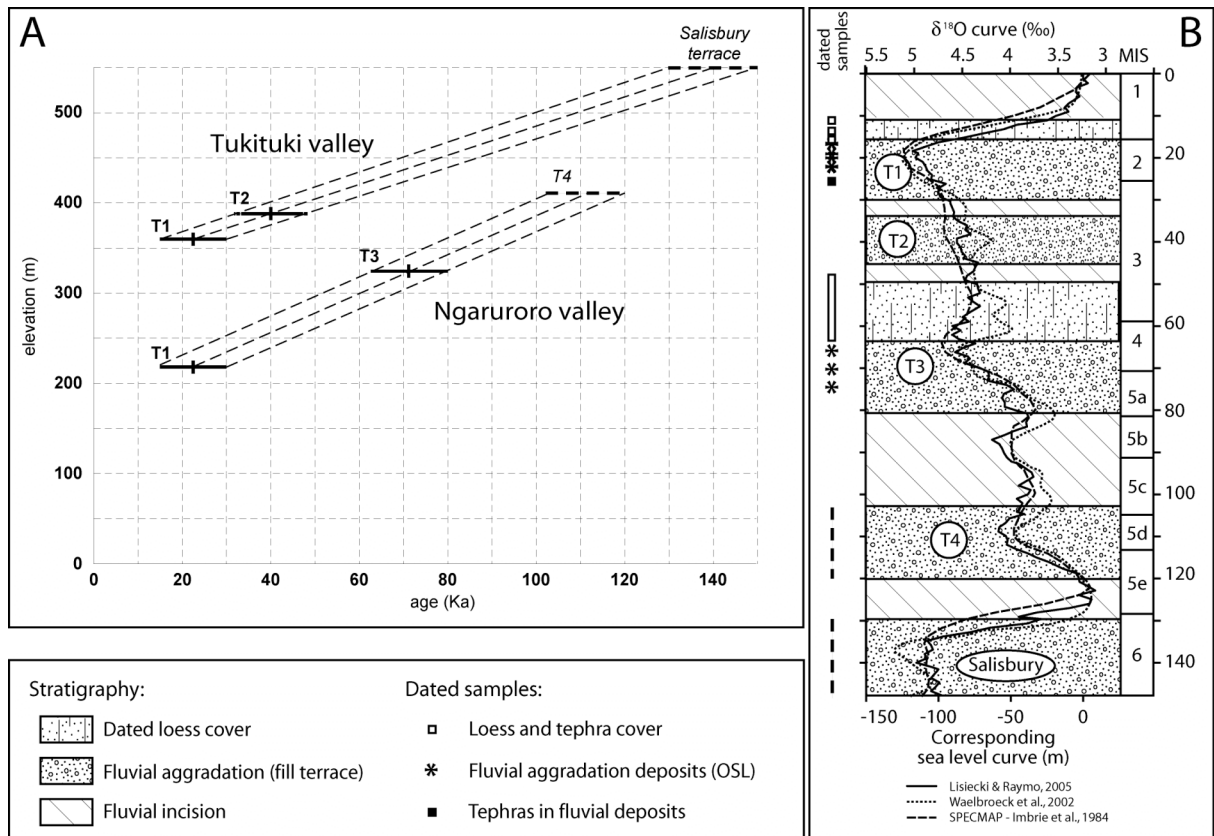 A
Salisbury
terrace
500
Tukituki valley
T2
T4
400
T1
T3
elevation (m)
300
Ngaruroro valley
T1
200
100
0
0 20 40 60 80 100 120 140
age (Ka)
Stratigraphy:
Dated loess cover
Fluvial aggradation (fill terrace)
Fluvial incision
Dated samples:
Loess and tephra cover
Fluvial aggradation deposits (OSL)
Tephras in fluvial deposits
B
dated
samples
δ¹⁸O curve (‰)
5.5 5 4.5 4 3.5 3 MIS
0
1
20
2
T1
T2
40
3
60
4
T3
5a
80
5b
5c
100
5d
T4
120
5e
6
140
Salisbury
-150 -100 -50 0
Corresponding
sea level curve (m)
Lisiecki & Raymo, 2005
Waelbroeck et al., 2002
SPECMAP - Imbrie et al., 1984